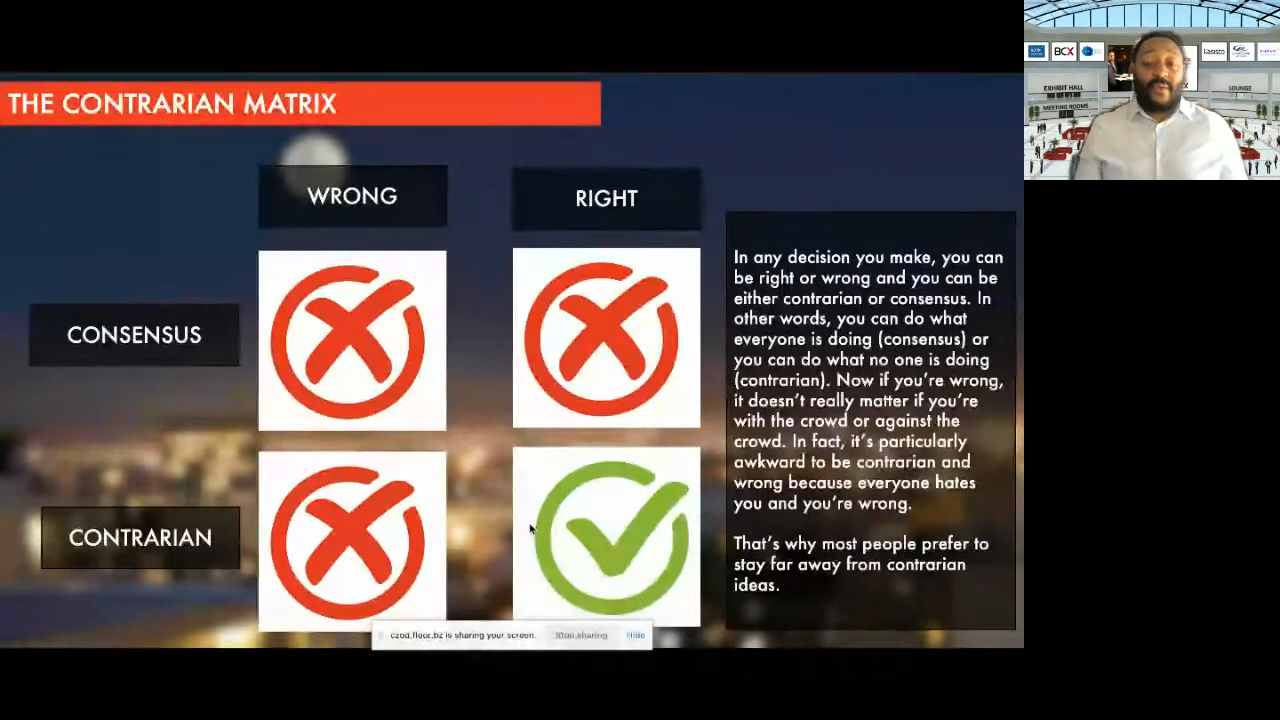 THE CONTRARIAN MATRIX
WRONG
RIGHT
CONSENSUS
CONTRARIAN
In any decision you make, you can
be right or wrong and you can be
either contrarian or consensus. In
other words, you can do what
everyone is doing (consensus) or
you can do what no one is doing
(contrarian). Now if you're wrong,
it doesn't really matter if you're
with the crowd or against the
crowd. In fact, it's particularly
awkward to be contrarian and
wrong because everyone hates
you and you're wrong.
That's why most people prefer to
stay far away from contrarian
ideas.
czod.floor.bz is sharing your screen.
Stop sharing
Hide
BCX
Kasisto
EXHIBIT HALL
MEETING ROOMS
LOUNGE